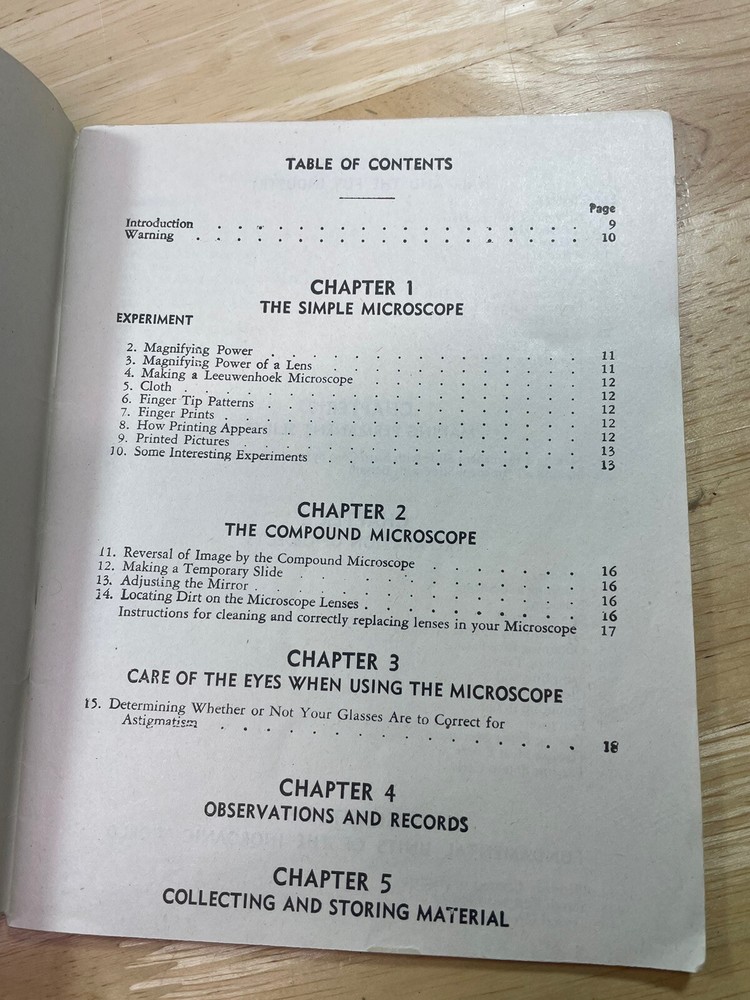 TABLE OF CONTENTS
Page
Introduction . . . . . . . . . . . . . . . . . . 9
Warning . . . . . . . . . . . . . . . . . . . 10
CHAPTER 1
THE SIMPLE MICROSCOPE
EXPERIMENT
2. Magnifying Power . . . . . . . . . . . . . . 11
3. Magnifying Power of a Lens . . . . . . . . . . . 11
4. Making a Leeuwenhoek Microscope . . . . . . . . . 12
5. Cloth . . . . . . . . . . . . . . . . . . 12
6. Finger Tip Patterns . . . . . . . . . . . . . . 12
7. Finger Prints . . . . . . . . . . . . . . . . 12
8. How Printing Appears . . . . . . . . . . . . . 12
9. Printed Pictures . . . . . . . . . . . . . . . 13
10. Some Interesting Experiments . . . . . . . . . . . 13
CHAPTER 2
THE COMPOUND MICROSCOPE
11. Reversal of Image by the Compound Microscope . . . . . 16
12. Making a Temporary Slide . . . . . . . . . . . . 16
13. Adjusting the Mirror . . . . . . . . . . . . . . 16
14. Locating Dirt on the Microscope Lenses . . . . . . . . 16
Instructions for cleaning and correctly replacing lenses in your Microscope 17
CHAPTER 3
CARE OF THE EYES WHEN USING THE MICROSCOPE
15. Determining Whether or Not Your Glasses Are to Correct for
Astigmatism . . . . . . . . . . . . . . . 18
CHAPTER 4
OBSERVATIONS AND RECORDS
CHAPTER 5
COLLECTING AND STORING MATERIAL